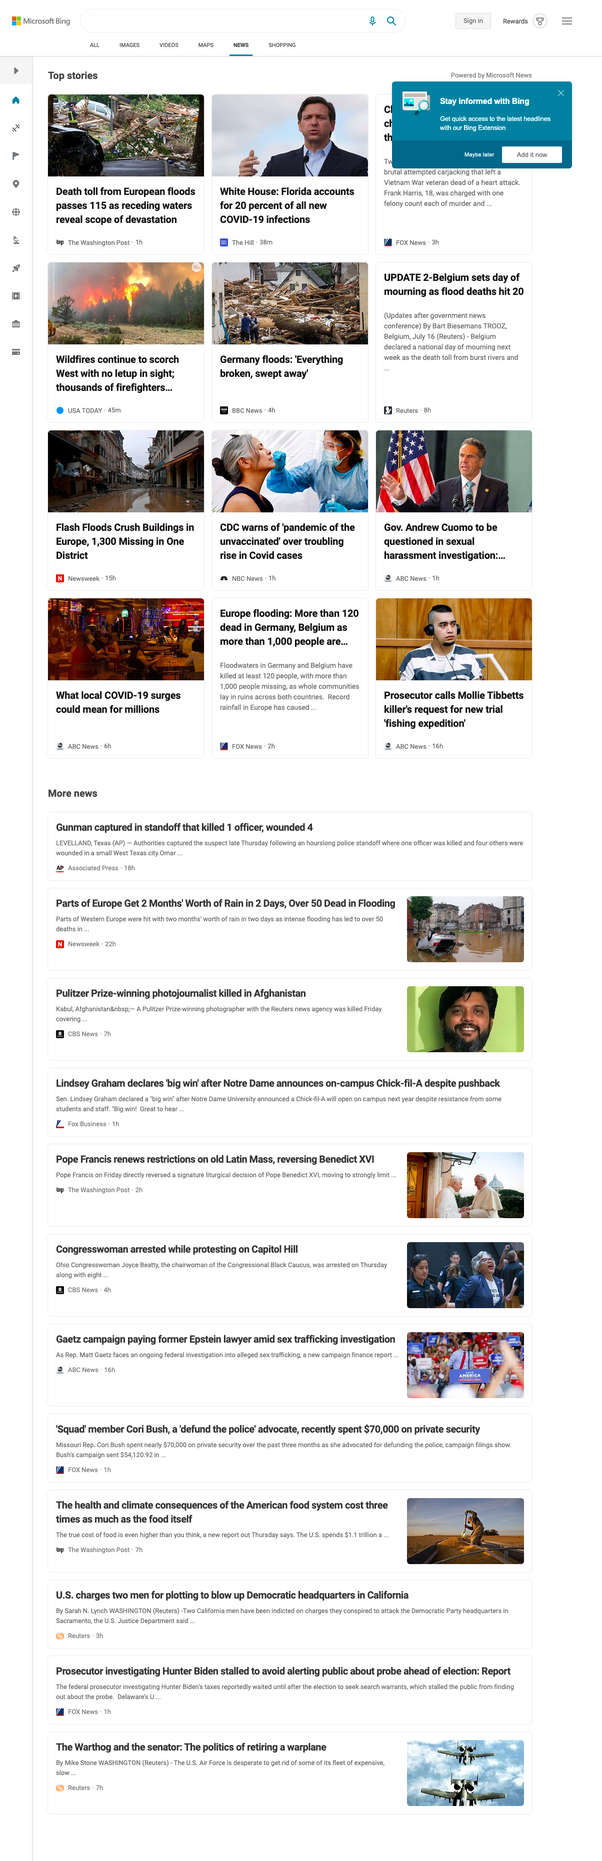 Microsoft Bing
Sign in
Rewards
ALL
IMAGES
VIDEOS
MAPS
NEWS
SHOPPING
Top stories
Powered by Microsoft News
Stay informed with Bing
Get quick access to the latest headlines
with our Bing Extension
Maybe later
Add it now
Death toll from European floods
passes 115 as receding waters
reveal scope of devastation
The Washington Post · 1h
White House: Florida accounts
for 20 percent of all new
COVID-19 infections
The Hill · 38m
brutal attempted carjacking that left a
Vietnam War veteran dead of a heart attack.
Frank Harris, 18, was charged with one
felony count each of murder and ...
FOX News · 3h
Wildfires continue to scorch
West with no letup in sight;
thousands of firefighters...
USA TODAY · 45m
Germany floods: 'Everything
broken, swept away'
BBC News · 4h
UPDATE 2-Belgium sets day of
mourning as flood deaths hit 20
(Updates after government news
conference) By Bart Biesemans TROOZ,
Belgium, July 16 (Reuters) - Belgium
declared a national day of mourning next
week as the death toll from burst rivers and
...
Reuters · 8h
Flash Floods Crush Buildings in
Europe, 1,300 Missing in One
District
Newsweek · 15h
CDC warns of 'pandemic of the
unvaccinated' over troubling
rise in Covid cases
NBC News · 1h
Gov. Andrew Cuomo to be
questioned in sexual
harassment investigation:...
ABC News · 1h
What local COVID-19 surges
could mean for millions
ABC News · 6h
Europe flooding: More than 120
dead in Germany, Belgium as
more than 1,000 people are...
Floodwaters in Germany and Belgium have
killed at least 120 people, with more than
1,000 people missing, as whole communities
lay in ruins across both countries. Record
rainfall in Europe has caused ...
FOX News · 2h
Prosecutor calls Mollie Tibbetts
killer's request for new trial
'fishing expedition'
ABC News · 16h
More news
Gunman captured in standoff that killed 1 officer, wounded 4
LEVELLAND, Texas (AP) — Authorities captured the suspect late Thursday following an hourslong police standoff where one officer was killed and four others were
wounded in a small West Texas city.Omar ...
AP
Associated Press · 18h
Parts of Europe Get 2 Months' Worth of Rain in 2 Days, Over 50 Dead in Flooding
Parts of Western Europe were hit with two months' worth of rain in two days as intense flooding has led to over 50
deaths in ...
Newsweek · 22h
Pulitzer Prize-winning photojournalist killed in Afghanistan
Kabul, Afghanistan&nbsp;— A Pulitzer Prize-winning photographer with the Reuters news agency was killed Friday
covering ...
CBS News · 7h
Lindsey Graham declares 'big win' after Notre Dame announces on-campus Chick-fil-A despite pushback
Sen. Lindsey Graham declared a "big win" after Notre Dame University announced a Chick-fil-A will open on campus next year despite resistance from some
students and staff. "Big win! Great to hear ...
Fox Business · 1h
Pope Francis renews restrictions on old Latin Mass, reversing Benedict XVI
Pope Francis on Friday directly reversed a signature liturgical decision of Pope Benedict XVI, moving to strongly limit ...
The Washington Post · 2h
Congresswoman arrested while protesting on Capitol Hill
Ohio Congresswoman Joyce Beatty, the chairwoman of the Congressional Black Caucus, was arrested on Thursday
along with eight ...
CBS News · 4h
Gaetz campaign paying former Epstein lawyer amid sex trafficking investigation
As Rep. Matt Gaetz faces an ongoing federal investigation into alleged sex trafficking, a new campaign finance report ...
ABC News · 16h
'Squad' member Cori Bush, a 'defund the police' advocate, recently spent $70,000 on private security
Missouri Rep. Cori Bush spent nearly $70,000 on private security over the past three months as she advocated for defunding the police, campaign filings show.
Bush's campaign sent $54,120.92 in ...
FOX News · 1h
The health and climate consequences of the American food system cost three
times as much as the food itself
The true cost of food is even higher than you think, a new report out Thursday says. The U.S. spends $1.1 trillion a ...
The Washington Post · 7h
U.S. charges two men for plotting to blow up Democratic headquarters in California
By Sarah N. Lynch WASHINGTON (Reuters) -Two California men have been indicted on charges they conspired to attack the Democratic Party headquarters in
Sacramento, the U.S. Justice Department said ...
Reuters · 3h
Prosecutor investigating Hunter Biden stalled to avoid alerting public about probe ahead of election: Report
The federal prosecutor investigating Hunter Biden's taxes reportedly waited until after the election to seek search warrants, which stalled the public from finding
out about the probe. Delaware's U ...
FOX News · 1h
The Warthog and the senator: The politics of retiring a warplane
By Mike Stone WASHINGTON (Reuters) - The U.S. Air Force is desperate to get rid of some of its fleet of expensive,
slow ...
Reuters · 7h